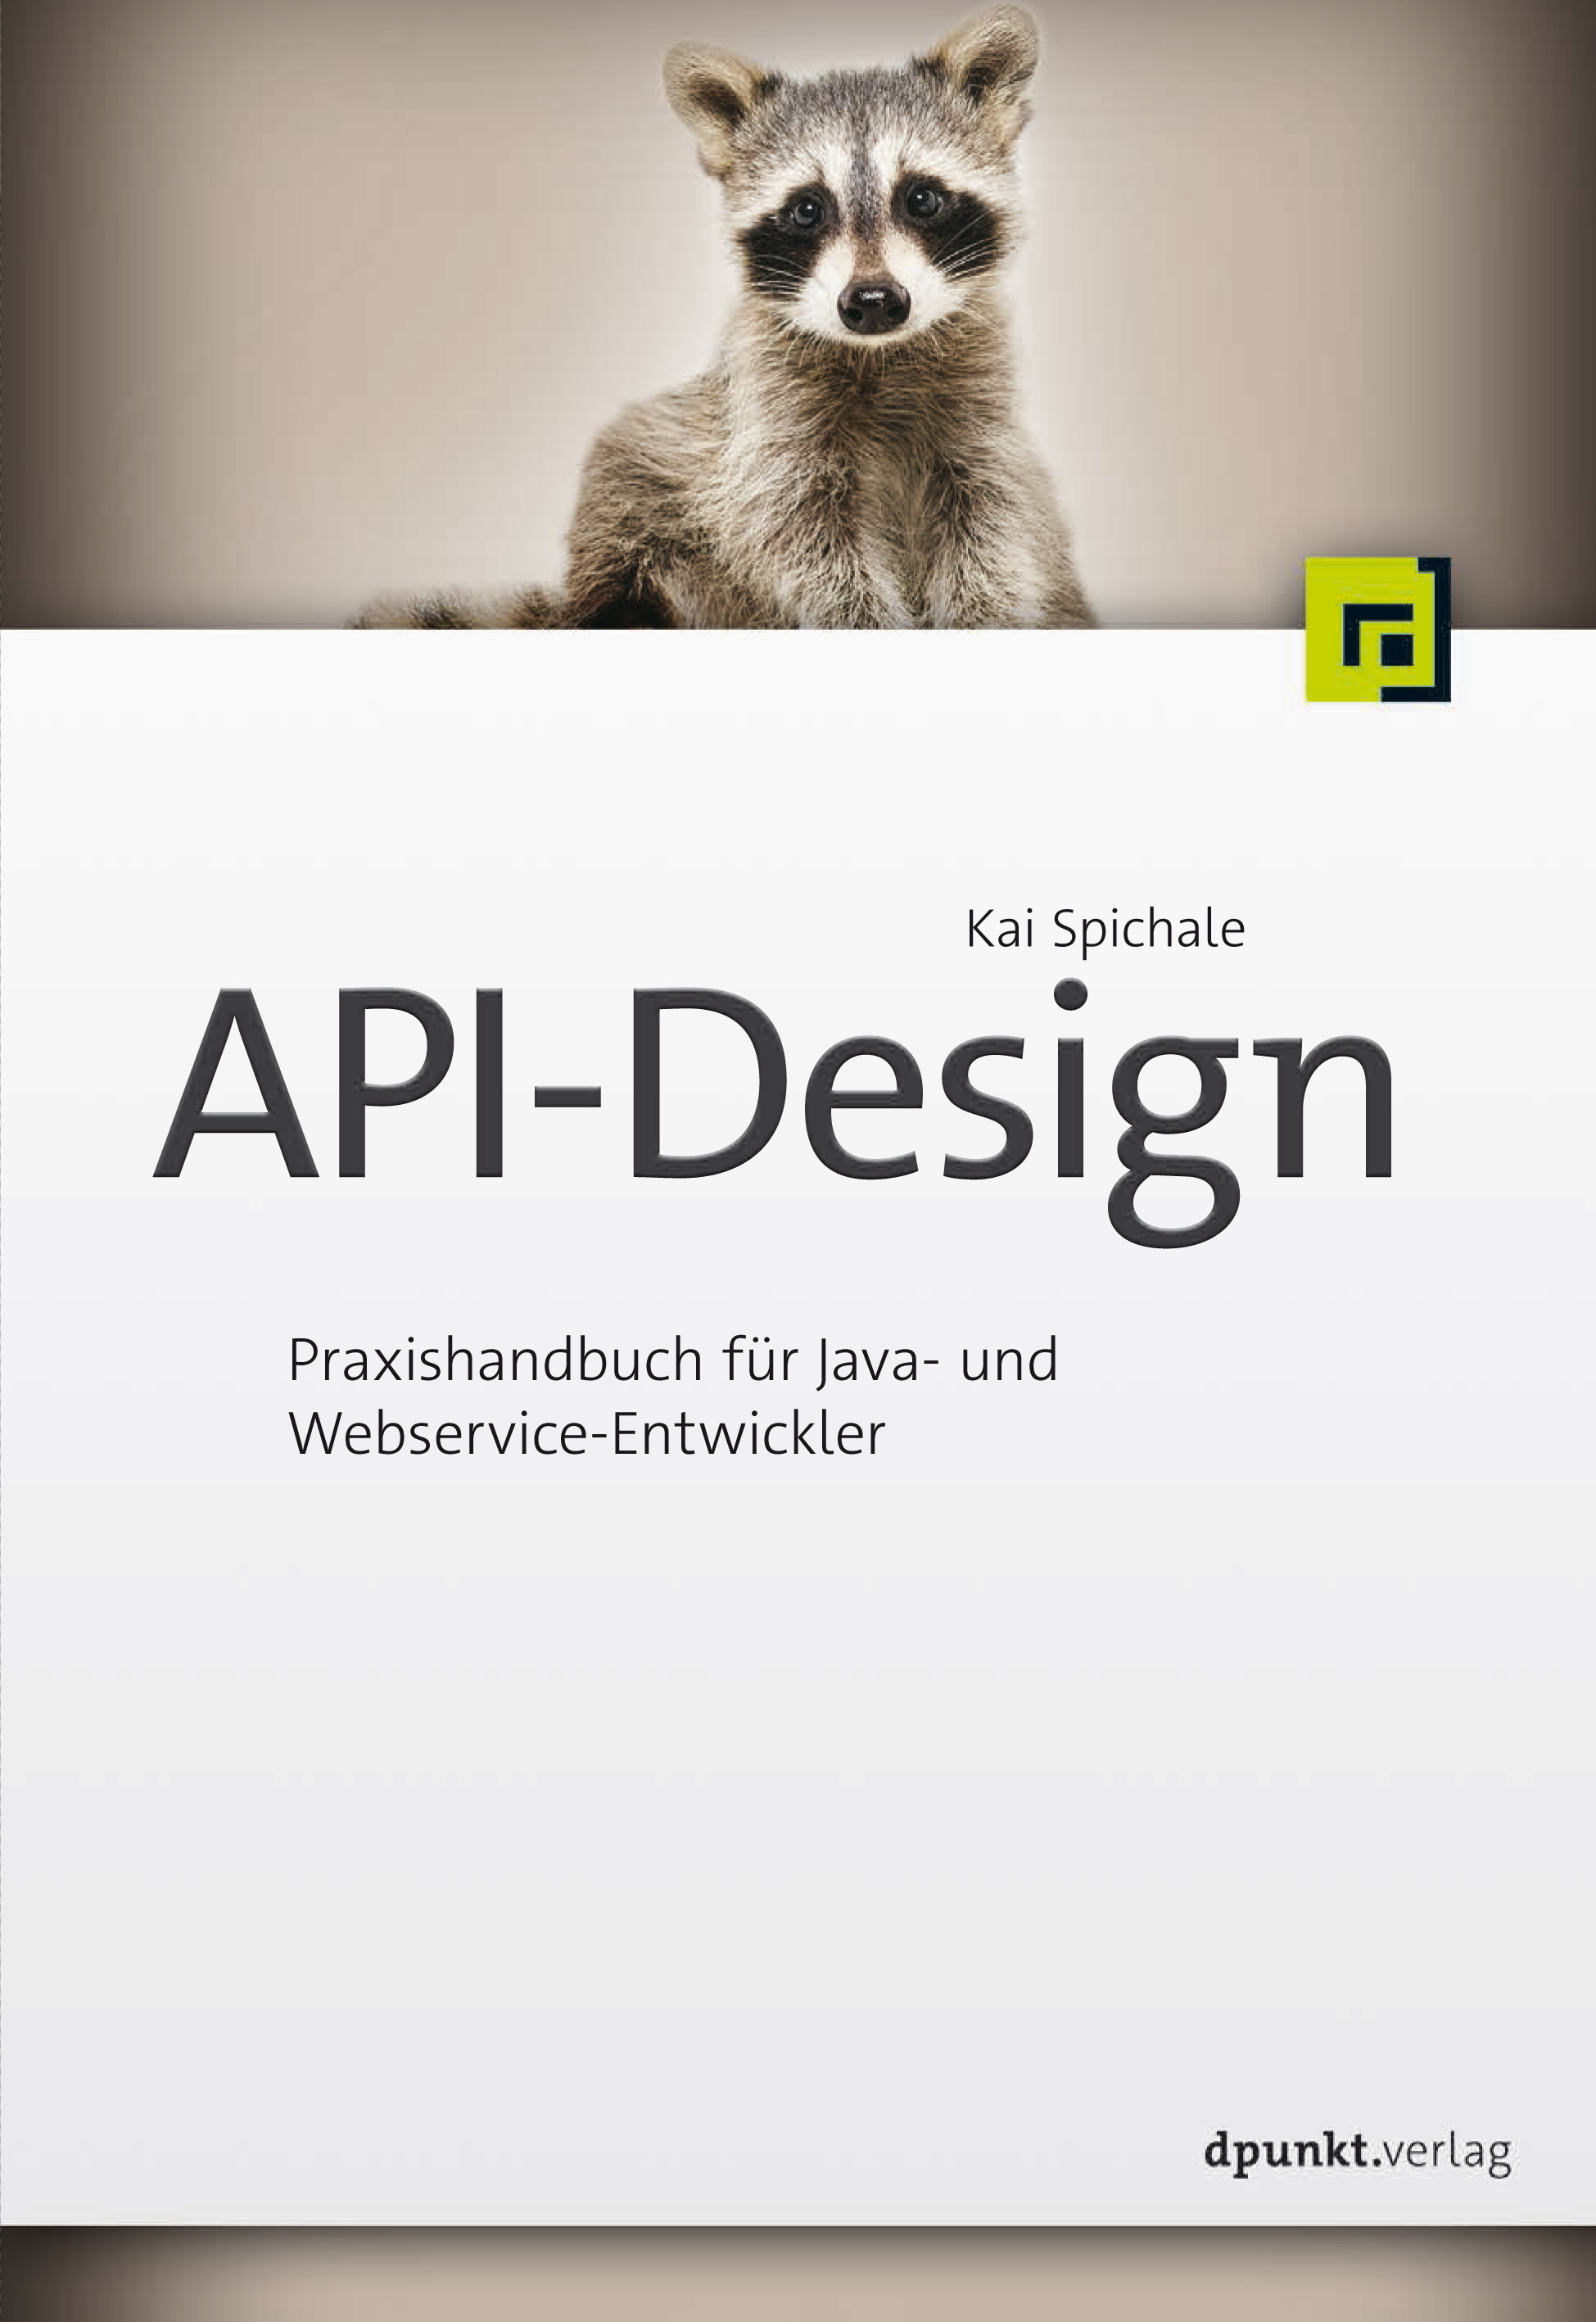 Kai Spichale
API-Design
Praxishandbuch für Java- und
Webservice-Entwickler
dpunkt.verlag